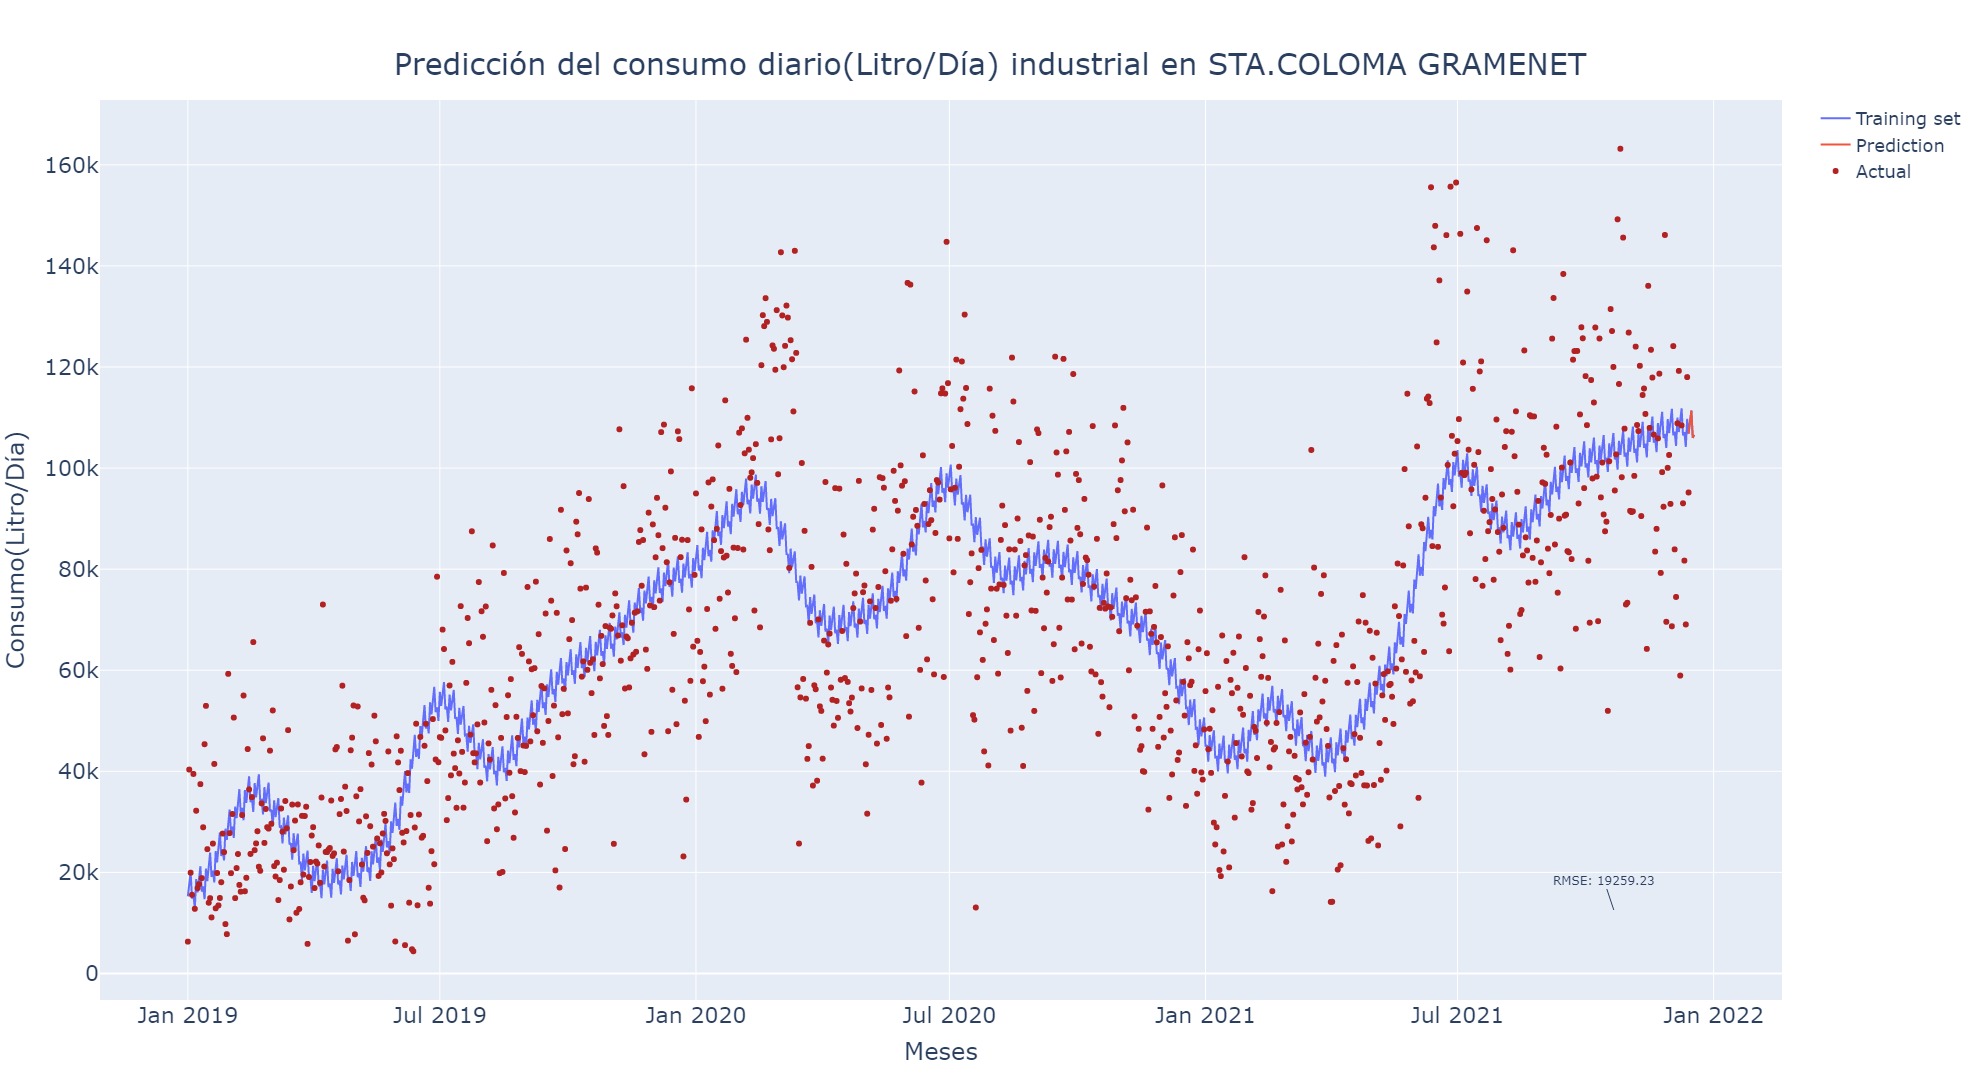 Predicción del consumo diario(Litro/Día) industrial en STA.COLOMA GRAMENET
Training set
Prediction
Actual
Consumo(Litro/Día)
160k
140k
120k
100k
80k
60k
40k
20k
0
RMSE: 19259.23
Jan 2019
Jul 2019
Jan 2020
Jul 2020
Jan 2021
Jul 2021
Jan 2022
Meses